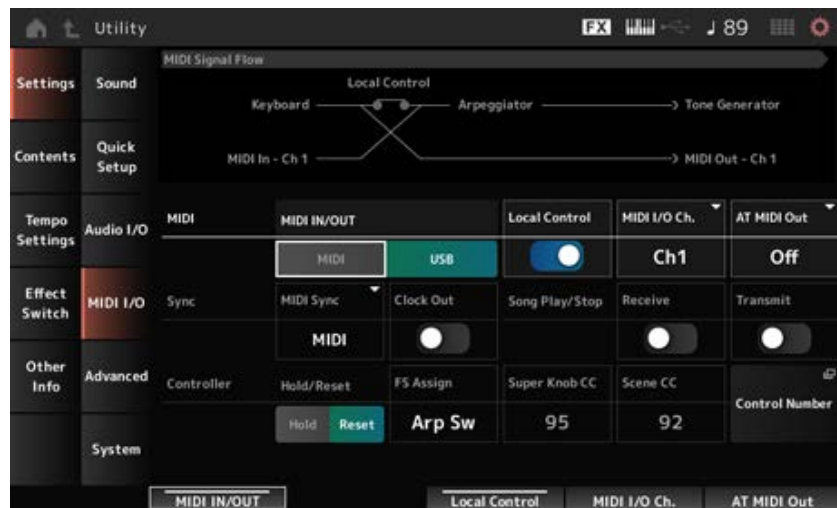 Utility
FX
♩ 89
Settings
Contents
Tempo
Settings
Effect
Switch
Other
Info
Sound
Quick
Setup
Audio I/O
MIDI I/O
Advanced
System
MIDI Signal Flow
Local Control
Keyboard
Arpeggiator
Tone Generator
MIDI In - Ch 1
MIDI Out - Ch 1
MIDI
MIDI IN/OUT
Local Control
MIDI I/O Ch.
AT MIDI Out
MIDI
USB
Ch1
Off
Sync
MIDI Sync
Clock Out
Song Play/Stop
Receive
Transmit
MIDI
Controller
Hold/Reset
FS Assign
Super Knob CC
Scene CC
Control Number
Hold
Reset
Arp Sw
95
92
MIDI IN/OUT
Local Control
MIDI I/O Ch.
AT MIDI Out